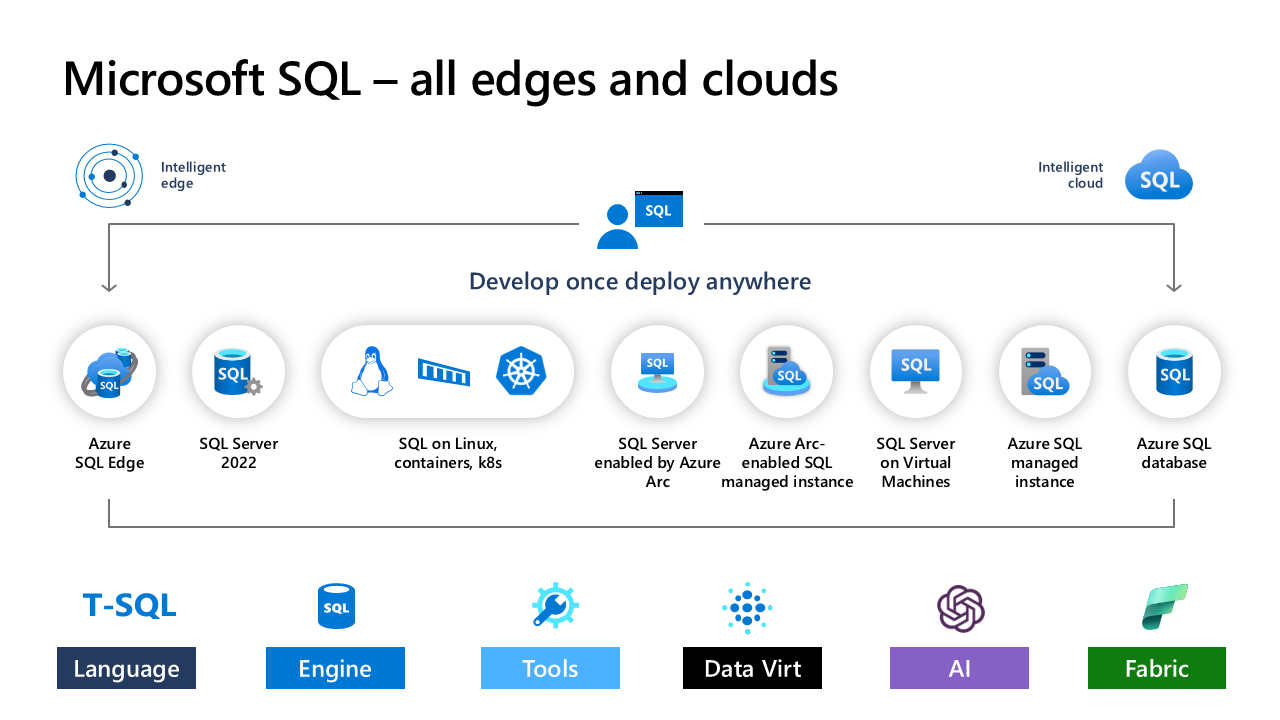 Microsoft SQL – all edges and clouds
Intelligent
edge
Intelligent
cloud
SQL
SQL
Develop once deploy anywhere
SQL
SQL
SQL
SQL
SQL
SQL
SQL
Azure
SQL Edge
SQL Server
2022
SQL on Linux,
containers, k8s
SQL Server
enabled by Azure
Arc
Azure Arc-
enabled SQL
managed instance
SQL Server
on Virtual
Machines
Azure SQL
managed
instance
Azure SQL
database
T-SQL
SQL
Language
Engine
Tools
Data Virt
AI
Fabric